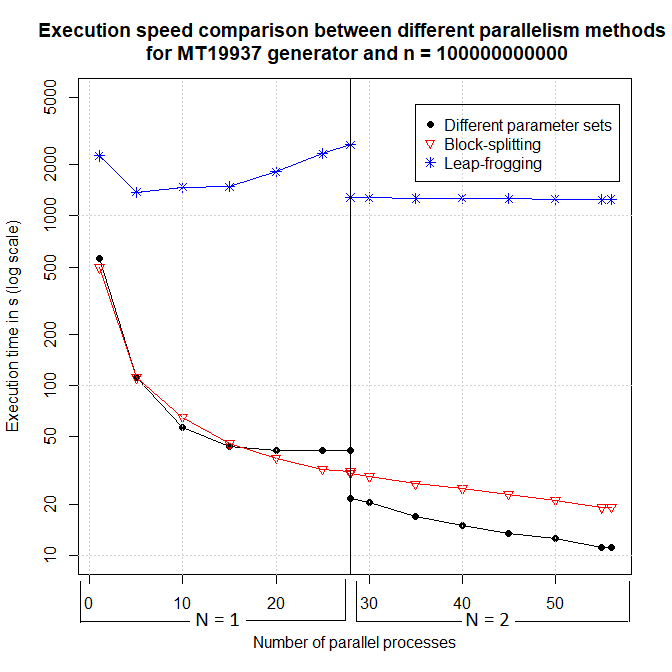 Execution speed comparison between different parallelism methods
for MT19937 generator and n = 100000000000
Different parameter sets
Block-splitting
Leap-frogging
Execution time in s (log scale)
5000
2000
1000
500
200
100
50
20
10
0 10 20 30 40 50
N = 1 N = 2
Number of parallel processes